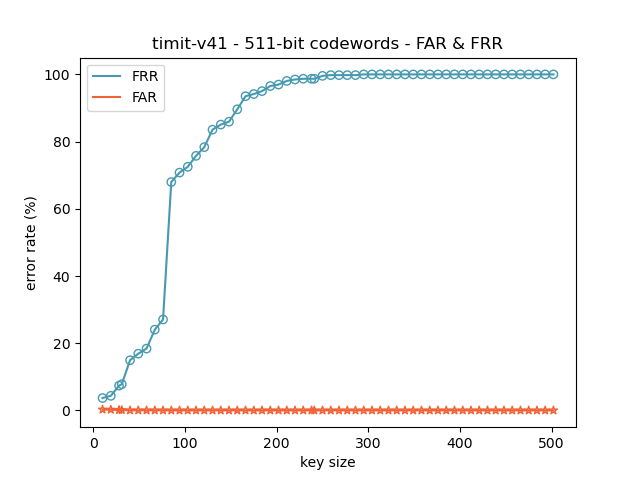 timit-v41 - 511-bit codewords - FAR & FRR
FRR
FAR
error rate (%)
100
80
60
40
20
0
0 100 200 300 400 500
key size